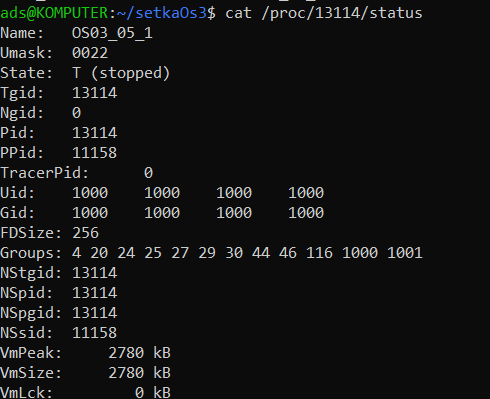 ads@KOMPUTER:~/setkaOs3$ cat /proc/13114/status
Name:   OS03_05_1
Umask:  0022
State:  T (stopped)
Tgid:   13114
Ngid:   0
Pid:    13114
PPid:   11158
TracerPid:      0
Uid:    1000    1000    1000    1000
Gid:    1000    1000    1000    1000
FDSize: 256
Groups: 4 20 24 25 27 29 30 44 46 116 1000 1001
NStgid: 13114
NSpid:  13114
NSpgid: 13114
NSsid:  11158
VmPeak:     2780 kB
VmSize:     2780 kB
VmLck:         0 kB